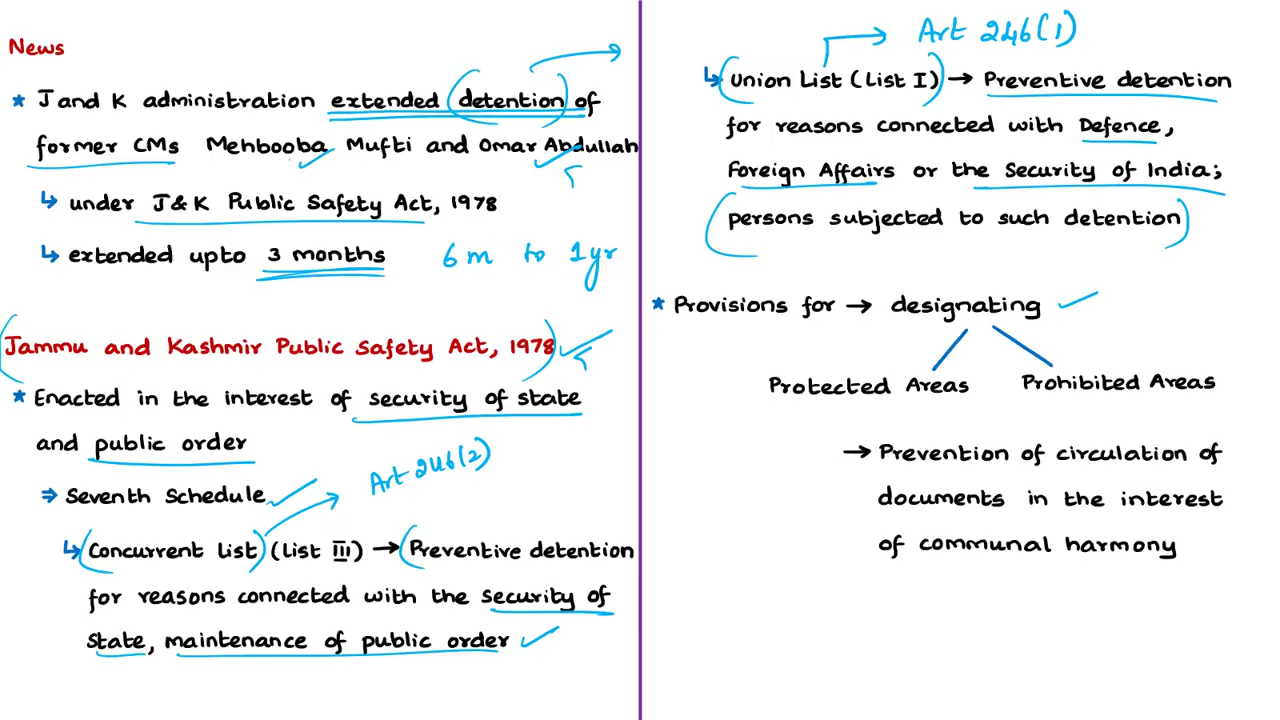 News
* J and K administration extended detention of
former CMs Mehbooba Mufti and Omar Abdullah
↳ under J&K Public Safety Act, 1978
↳ extended upto 3 months 6m to 1yr
Jammu and Kashmir Public Safety Act, 1978
* Enacted in the interest of security of state
and public order
Art 246(2)
⇒ Seventh Schedule
↳ Concurrent List (List III) → Preventive detention
for reasons connected with the security of
state, maintenance of public order
Art 246(1)
↳ Union List (List I) → Preventive detention
for reasons connected with Defence,
Foreign Affairs or the Security of India;
persons subjected to such detention
* Provisions for → designating
Protected Areas Prohibited Areas
→ Prevention of circulation of
documents in the interest
of communal harmony